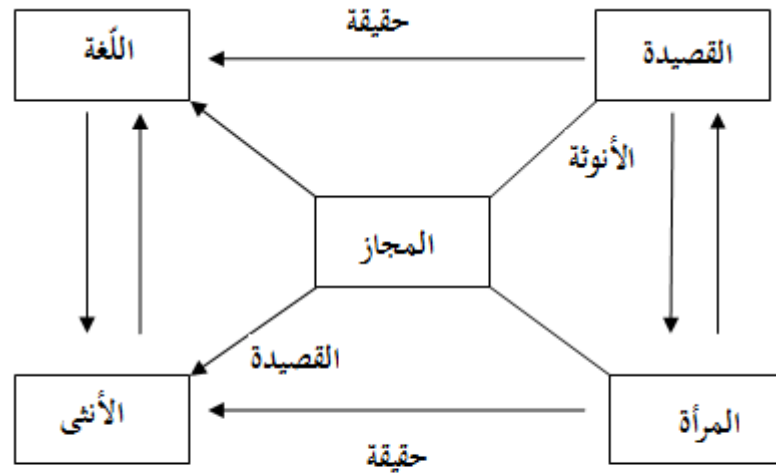 حقيقة
القصيدة
اللّغة
الأنوثة
المجاز
القصيدة
المرأة
الأنثى
حقيقة